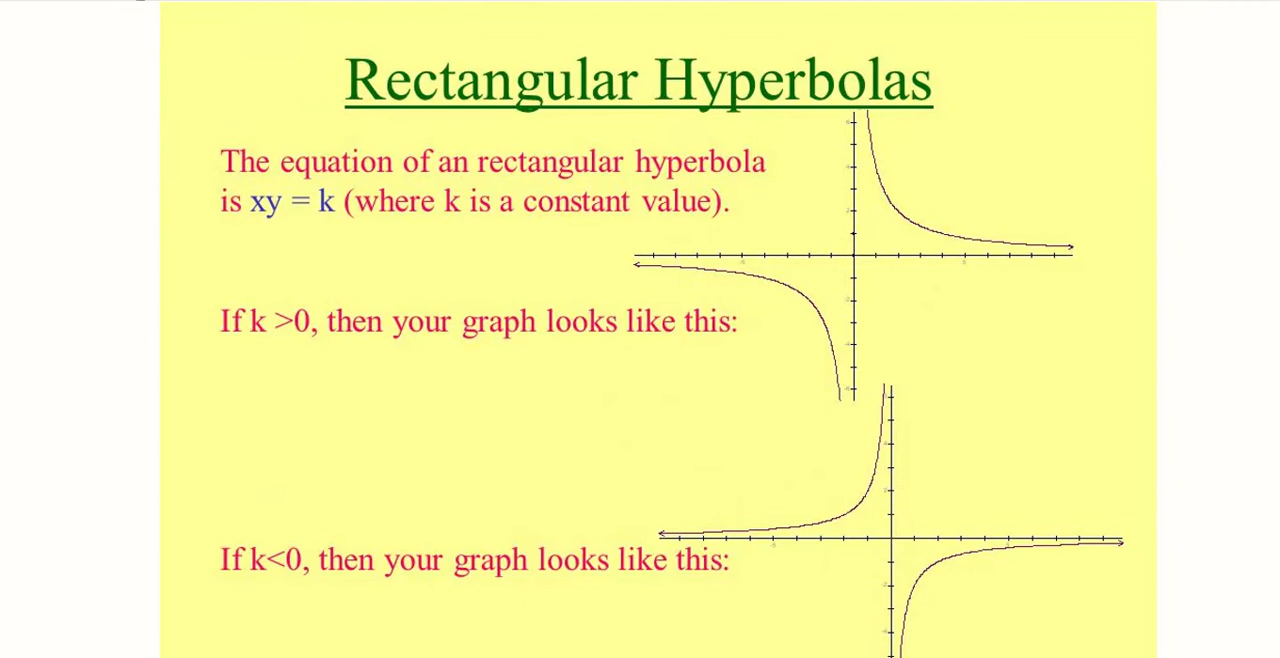 Rectangular Hyperbolas
The equation of an rectangular hyperbola
is xy = k (where k is a constant value).
If k >0, then your graph looks like this:
If k<0, then your graph looks like this: